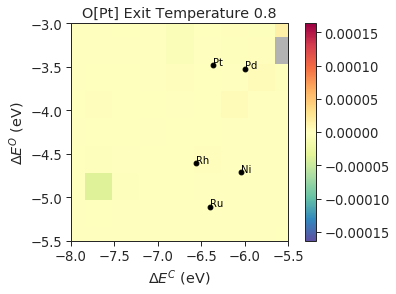 O[Pt] Exit Temperature 0.8
−3.0
−3.5
−4.0
−4.5
−5.0
−5.5
ΔE^O (eV)
Pt
Pd
Rh
Ni
Ru
−8.0 −7.5 −7.0 −6.5 −6.0 −5.5
ΔE^C (eV)
0.00015
0.00010
0.00005
0.00000
−0.00005
−0.00010
−0.00015